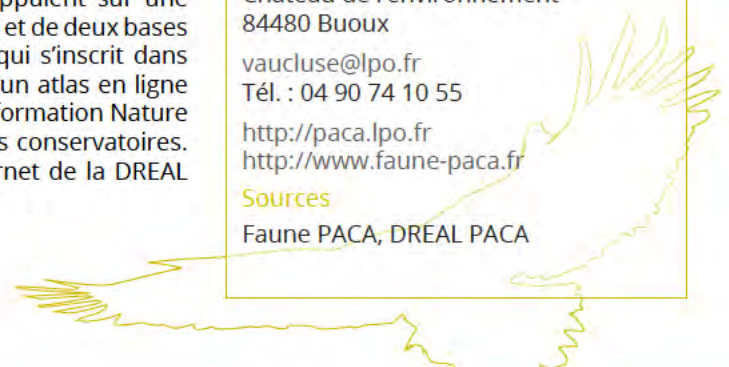 et de deux bases
qui s'inscrit dans
un atlas en ligne
ormation Nature
s conservatoires.
rnet de la DREAL
84480 Buoux
vaucluse@lpo.fr
Tél. : 04 90 74 10 55
http://paca.lpo.fr
http://www.faune-paca.fr
Sources
Faune PACA, DREAL PACA